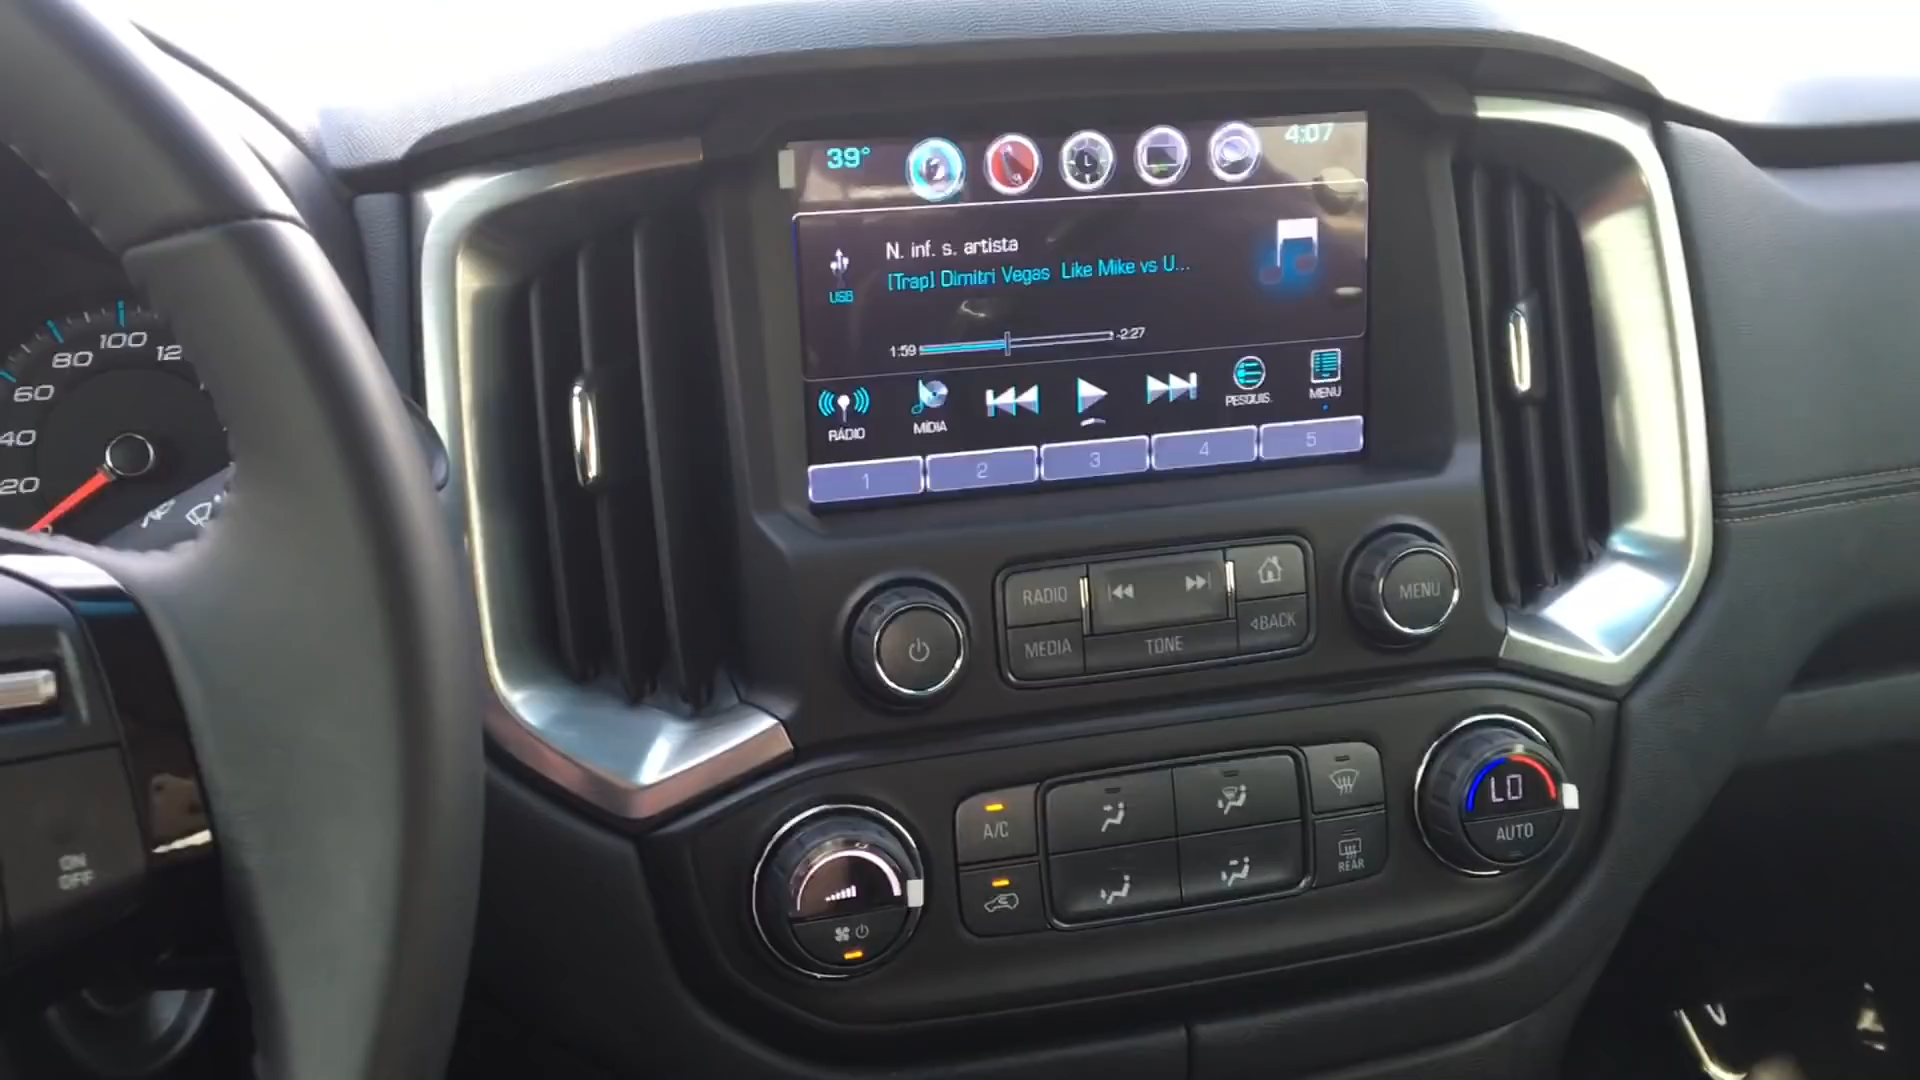 39°
4:07
N. inf. s. artista
USB
[Trap] Dimitri Vegas Like Mike vs U...
1:59
-2:27
RÁDIO
MÍDIA
PESQUIS.
MENU
1
2
3
4
5
100
80
12
60
40
20
RADIO
MEDIA
TONE
BACK
MENU
A/C
REAR
LO
AUTO
ON
OFF